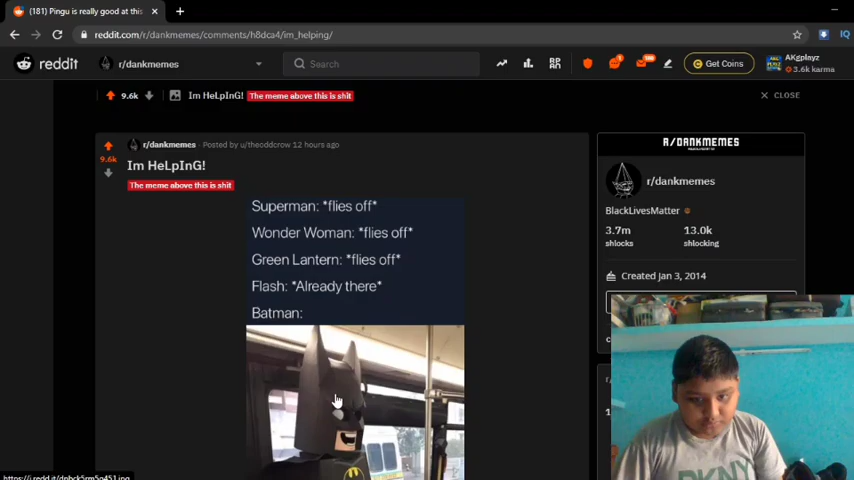 (181) Pingu is really good at this
reddit.com/r/dankmemes/comments/h8dca4/im_helping/
reddit
r/dankmemes
Search
Get Coins
AKgplnyz
3.6k karma
9.6k
Im HeLpInG!
The meme above this is shit
CLOSE
r/dankmemes · Posted by u/theoddcrow 12 hours ago
9.6k
Im HeLpInG!
The meme above this is shit
Superman: *flies off*
Wonder Woman: *flies off*
Green Lantern: *flies off*
Flash: *Already there*
Batman:
R/DANKMEMES
r/dankmemes
BlackLivesMatter
3.7m
13.0k
shlocks
shlocking
Created Jan 3, 2014
DKNY